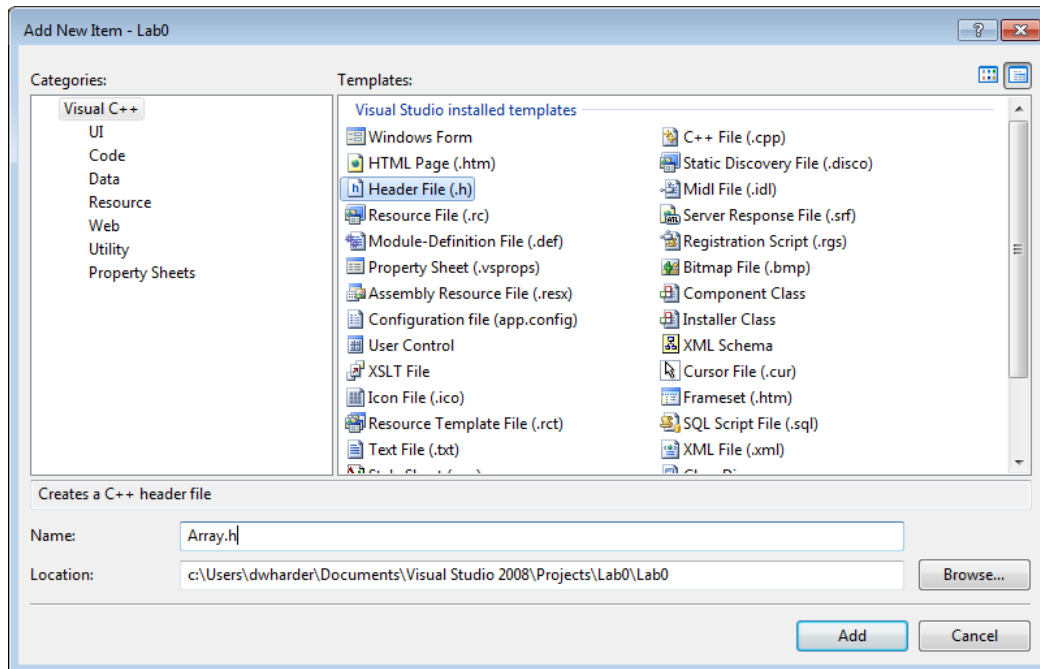 Add New Item - Lab0
Categories:
Visual C++
UI
Code
Data
Resource
Web
Utility
Property Sheets
Templates:
Visual Studio installed templates
Windows Form
HTML Page (.htm)
Header File (.h)
Resource File (.rc)
Module-Definition File (.def)
Property Sheet (.vsprops)
Assembly Resource File (.resx)
Configuration file (app.config)
User Control
XSLT File
Icon File (.ico)
Resource Template File (.rct)
Text File (.txt)
C++ File (.cpp)
Static Discovery File (.disco)
Midl File (.idl)
Server Response File (.srf)
Registration Script (.rgs)
Bitmap File (.bmp)
Component Class
Installer Class
XML Schema
Cursor File (.cur)
Frameset (.htm)
SQL Script File (.sql)
XML File (.xml)
Creates a C++ header file
Name:
Array.h
Location:
c:\Users\dwharder\Documents\Visual Studio 2008\Projects\Lab0\Lab0
Browse...
Add
Cancel